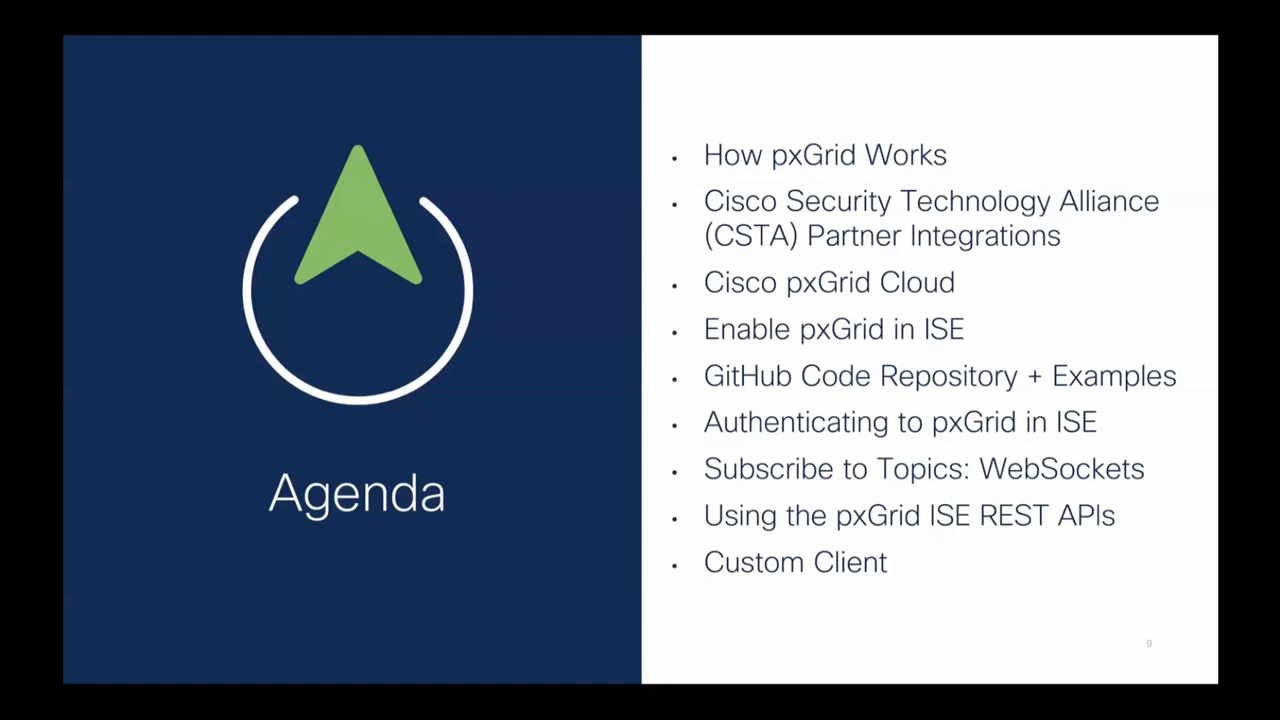 Agenda
• How pxGrid Works
• Cisco Security Technology Alliance
(CSTA) Partner Integrations
• Cisco pxGrid Cloud
• Enable pxGrid in ISE
• GitHub Code Repository + Examples
• Authenticating to pxGrid in ISE
• Subscribe to Topics: WebSockets
• Using the pxGrid ISE REST APIs
• Custom Client
9